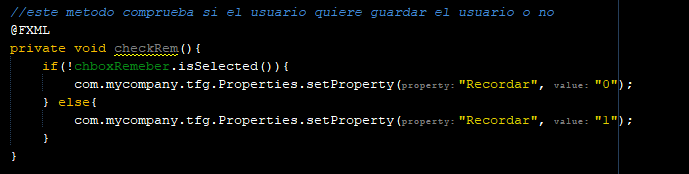 //este metodo comprueba si el usuario quiere guardar el usuario o no
@FXML
private void checkRem(){
if(!chboxRemeber.isSelected()){
com.mycompany.tfg.Properties.setProperty(property: "Recordar", value: "0");
} else{
com.mycompany.tfg.Properties.setProperty(property: "Recordar", value: "1");
}
}